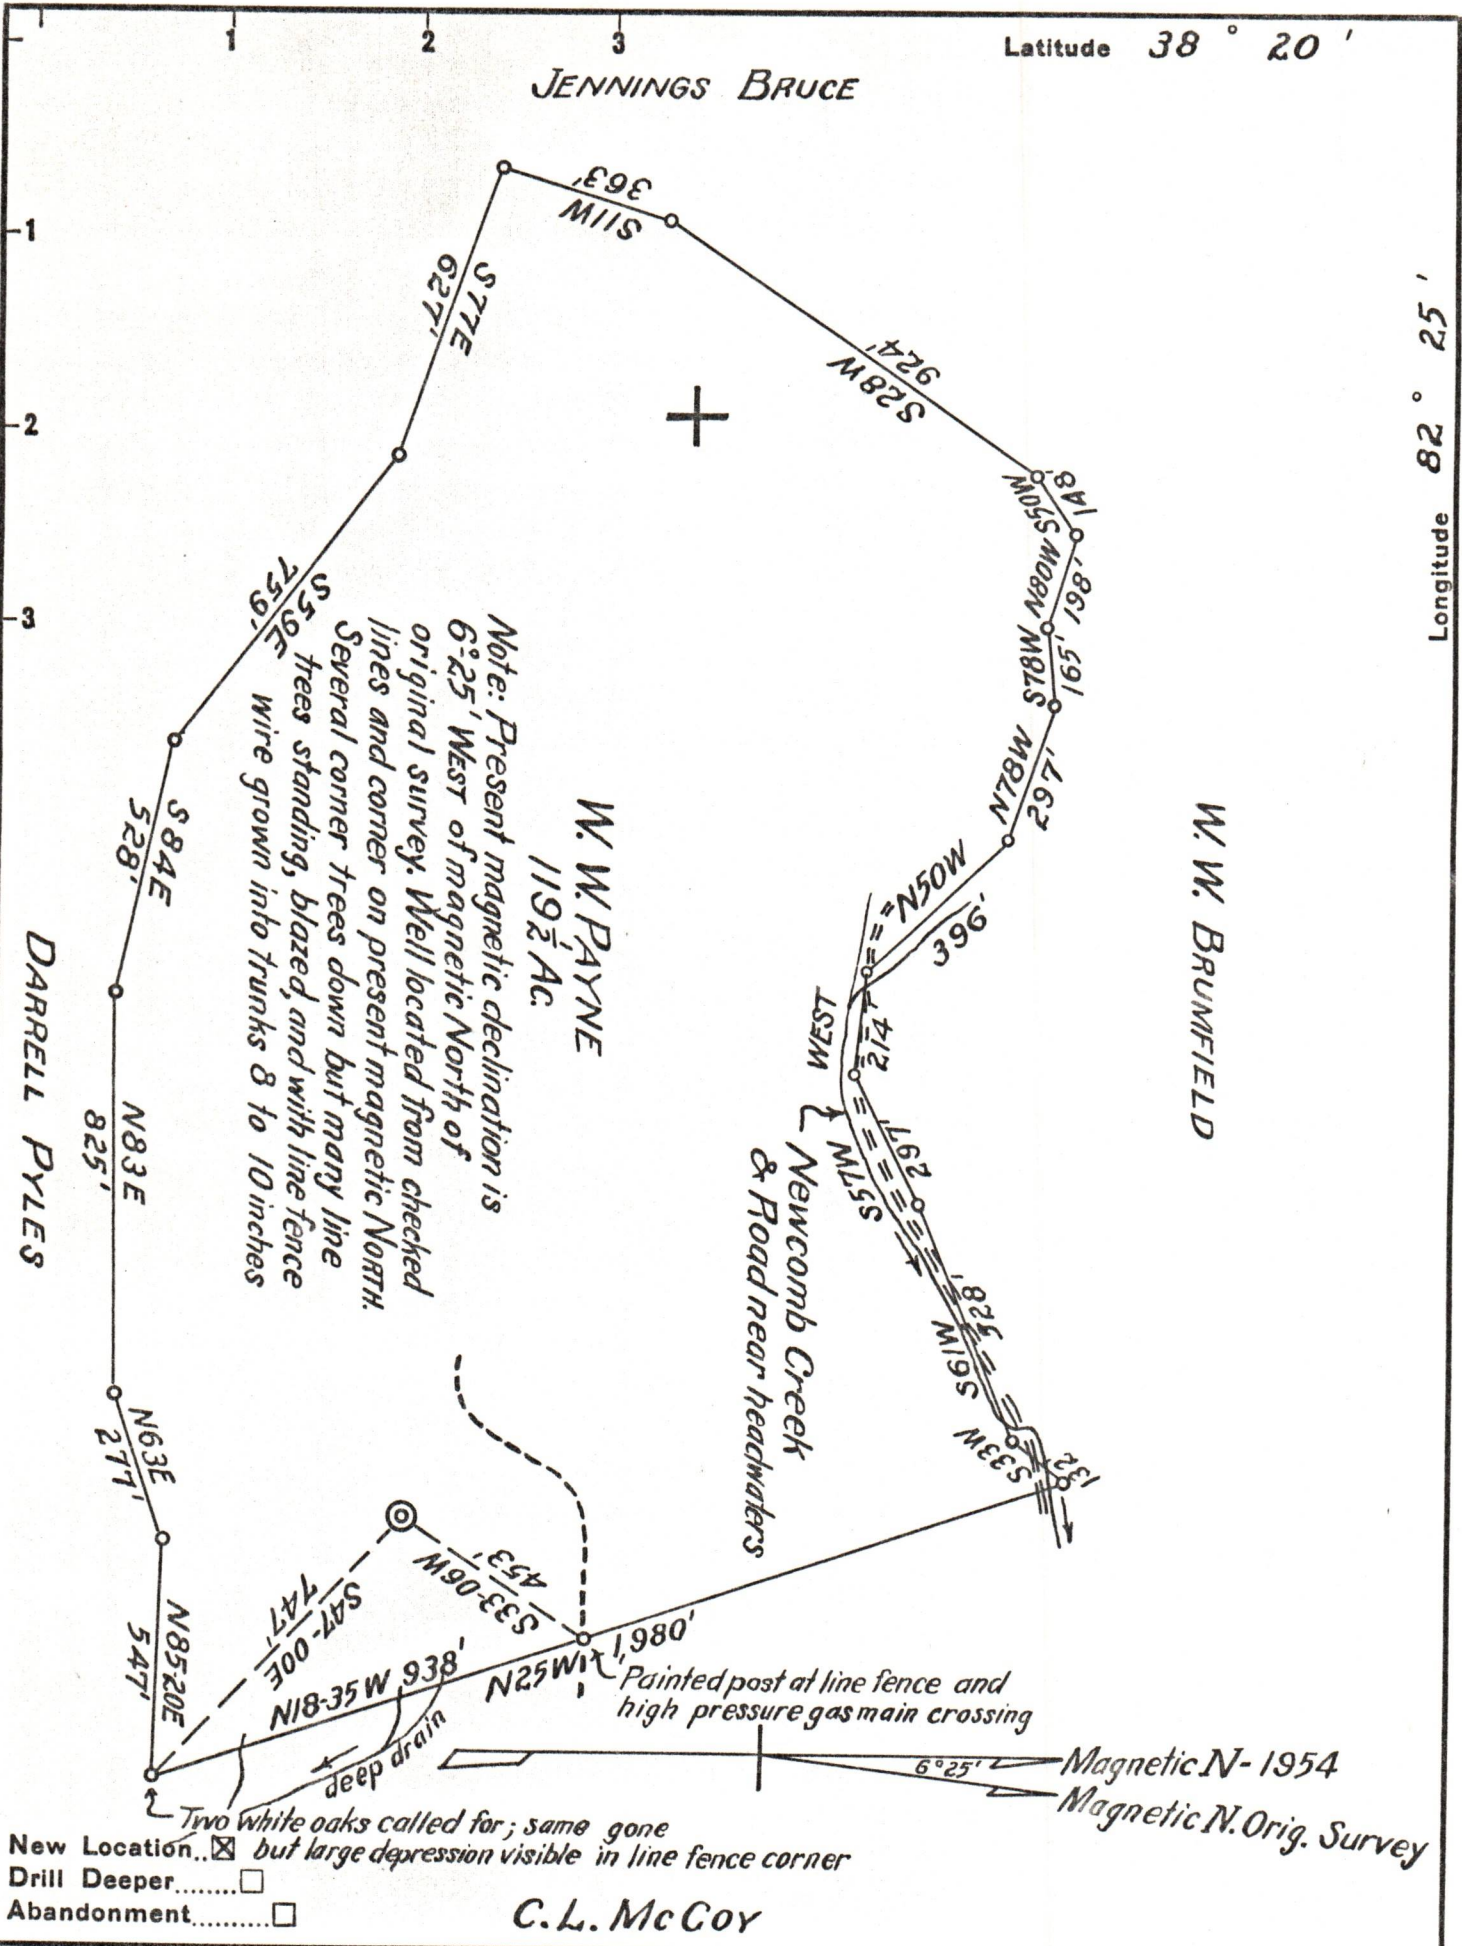 1
2
3
Latitude 38 ° 20 '
JENNINGS BRUCE
363'
S11W
1
2
3
S77E
627'
924'
S28W
Longitude 82 ° 25 '
148'
S50W
198'
N80W
165'
S78W
N78W
297'
N50W
396'
214'
WEST
297'
S57W
528'
S61W
S33W
132'
S59E
759'
S84E
528'
N83E
825'
N63E
277'
N85-20E
547'
DARRELL PYLES
W.W. BRUMFIELD
W.W. PAYNE
119½ Ac.
Note: Present magnetic declination is
6°25' WEST of magnetic North of
original survey. Well located from checked
lines and corner on present magnetic NORTH.
Several corner trees down but many line
trees standing, blazed, and with line fence
wire grown into trunks 8 to 10 inches
Newcomb Creek
& Road near headwaters
S33-06W
453'
S47-00E
747'
N18-35W 938'
N25W
1,980'
Painted post at line fence and
high pressure gas main crossing
deep drain
6°25'
Magnetic N-1954
Magnetic N. Orig. Survey
Two white oaks called for; same gone
but large depression visible in line fence corner
New Location..☒
Drill Deeper........☐
Abandonment..........☐
C.L. McCOY